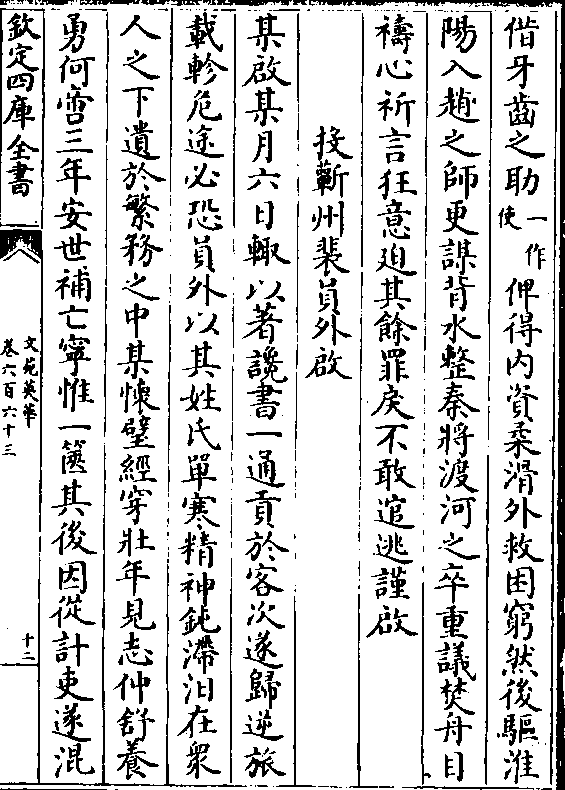 借牙齒之助一作使俾得内資柔滑外救困窮然後驅淮
陽入趙之師更謀背水整秦將渡河之卒重議焚舟目
禱心祈言狂意迫其餘罪戾不敢逭逃謹啟
投蘄州裴員外啟
某啟某月六日輙以著讒書一通貢於客次遂歸逆旅
載軫危途必恐員外以其姓氏單寒精神鈍滯汨在衆
人之下遺於繁務之中某懷璧經穿壯年見志仲舒養
勇何啻三年安世補亡寧惟一篋其後因從計吏遂混
欽定四庫全書
文苑英華
卷六百六十三
十二